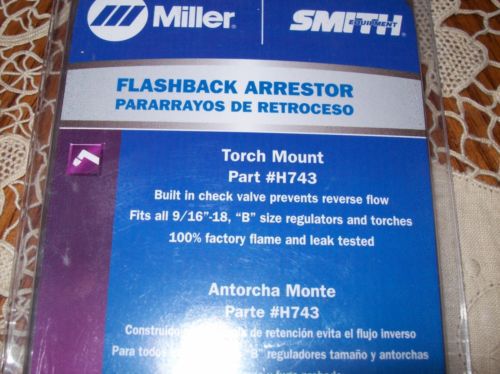 Miller®
SMITH EQUIPMENT®
FLASHBACK ARRESTOR
PARARRAYOS DE RETROCESO
Torch Mount
Part #H743
Built in check valve prevents reverse flow
Fits all 9/16"-18, "B" size regulators and torches
100% factory flame and leak tested
Antorcha Monte
Parte #H743
de retención evita el flujo inverso
Para todos "B" reguladores tamaño y antorchas